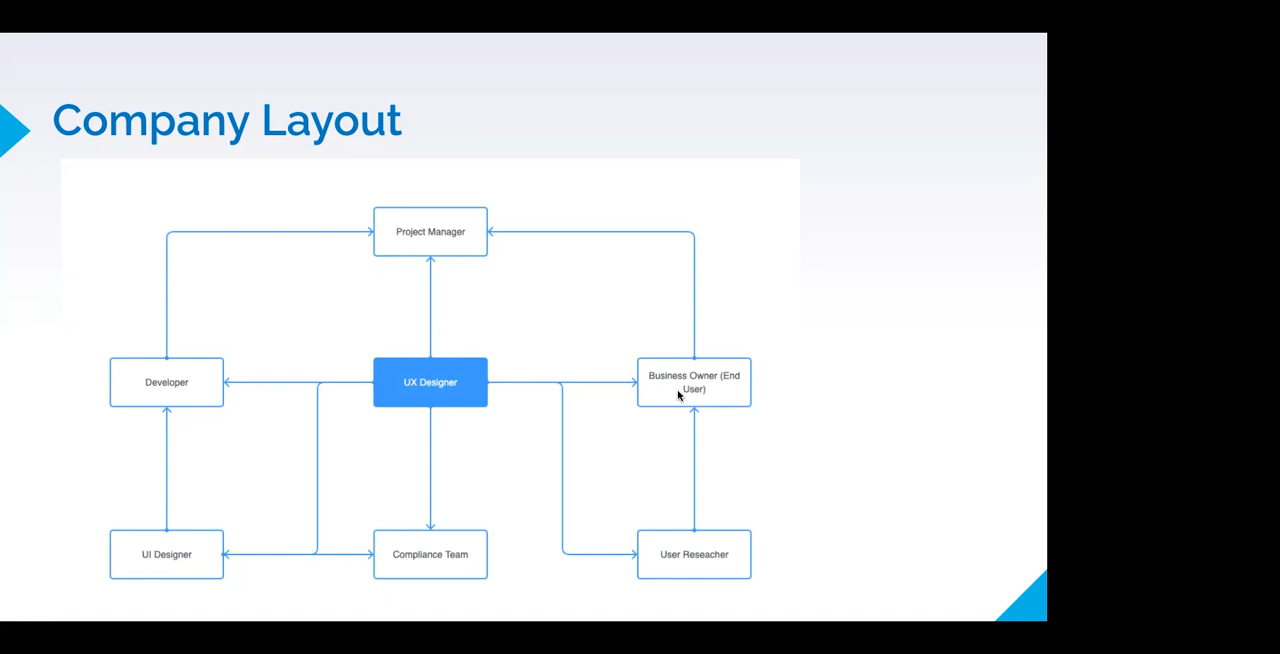 Company Layout
Project Manager
Developer
UX Designer
Business Owner (End
User)
UI Designer
Compliance Team
User Reseacher